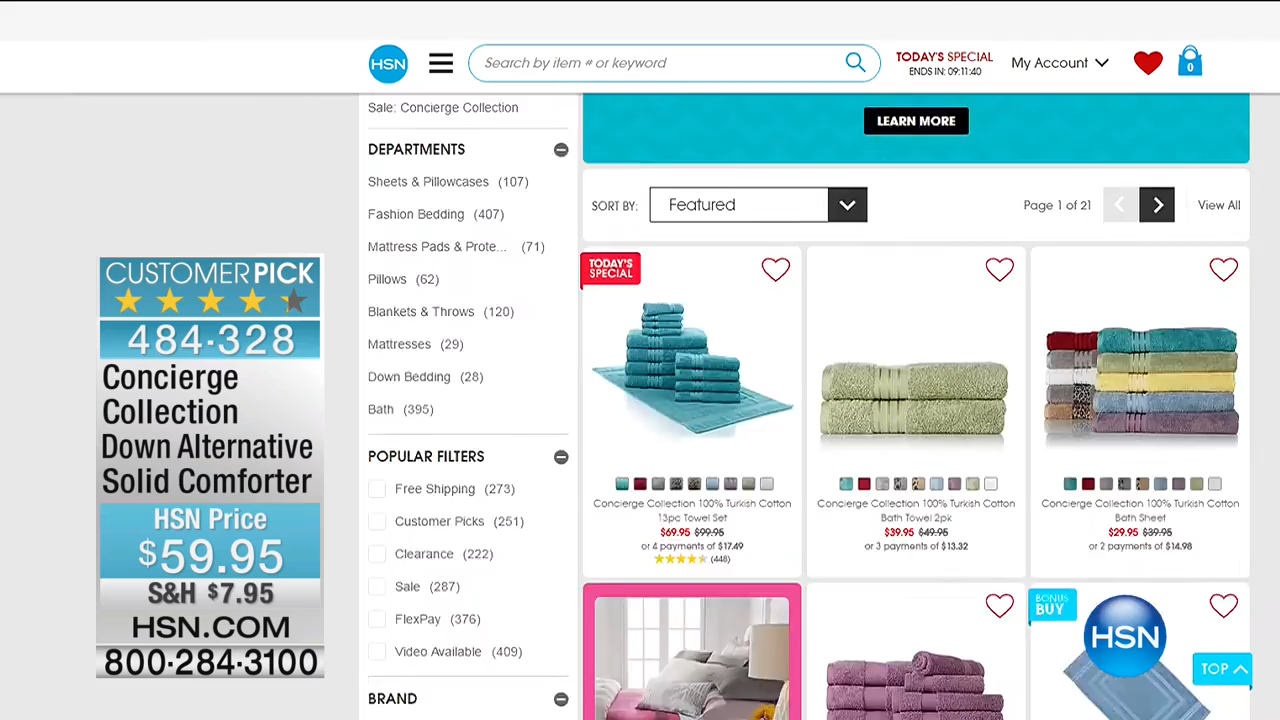 HSN
Search by item # or keyword
TODAY'S SPECIAL
ENDS IN: 09:11:40
My Account
0
Sale: Concierge Collection
DEPARTMENTS
Sheets & Pillowcases (107)
Fashion Bedding (407)
Mattress Pads & Prote... (71)
Pillows (62)
Blankets & Throws (120)
Mattresses (29)
Down Bedding (28)
Bath (395)
POPULAR FILTERS
Free Shipping (273)
Customer Picks (251)
Clearance (222)
Sale (287)
FlexPay (376)
Video Available (409)
BRAND
LEARN MORE
SORT BY:
Featured
Page 1 of 21
View All
TODAY'S
SPECIAL
Concierge Collection 100% Turkish Cotton
13pc Towel Set
$69.95 $99.95
or 4 payments of $17.49
(448)
Concierge Collection 100% Turkish Cotton
Bath Towel 2pk
$39.95 $49.95
or 3 payments of $13.32
Concierge Collection 100% Turkish Cotton
Bath Sheet
$29.95 $39.95
or 2 payments of $14.98
BONUS
BUY
HSN
TOP
CUSTOMER PICK
484·328
Concierge
Collection
Down Alternative
Solid Comforter
HSN Price
$59.95
S&H $7.95
HSN.COM
800·284·3100